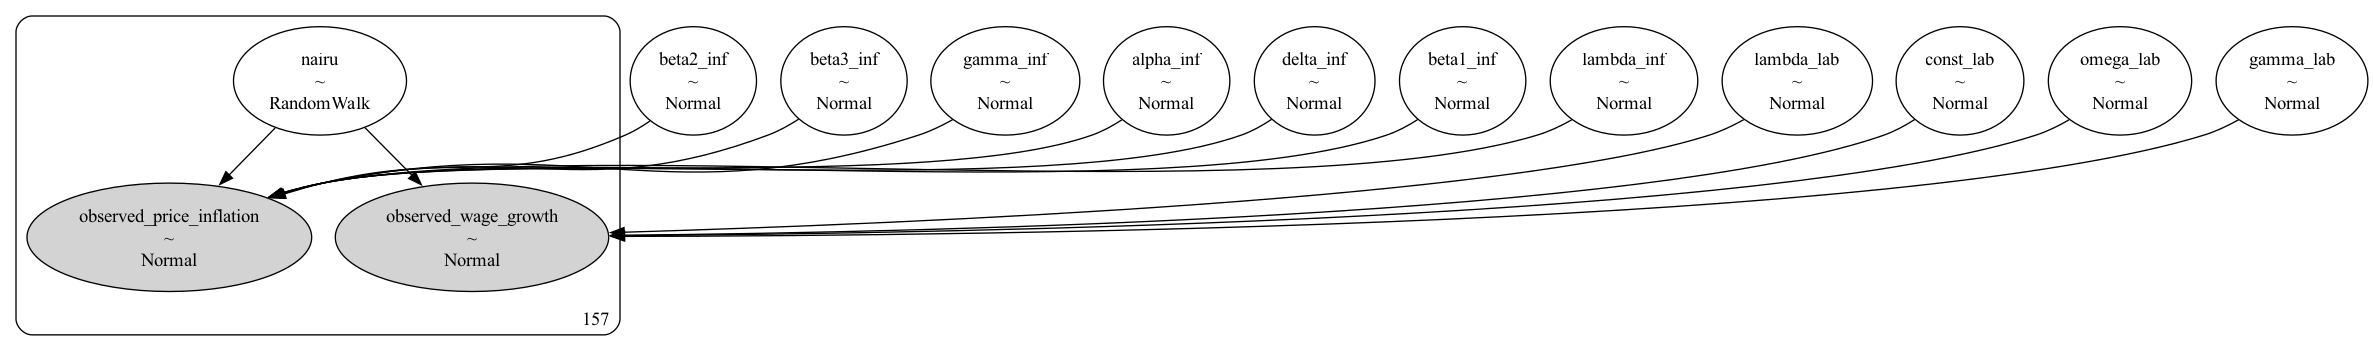 nairu
~
RandomWalk
beta2_inf
~
Normal
beta3_inf
~
Normal
gamma_inf
~
Normal
alpha_inf
~
Normal
delta_inf
~
Normal
beta1_inf
~
Normal
lambda_inf
~
Normal
lambda_lab
~
Normal
const_lab
~
Normal
omega_lab
~
Normal
gamma_lab
~
Normal
observed_price_inflation
~
Normal
observed_wage_growth
~
Normal
157